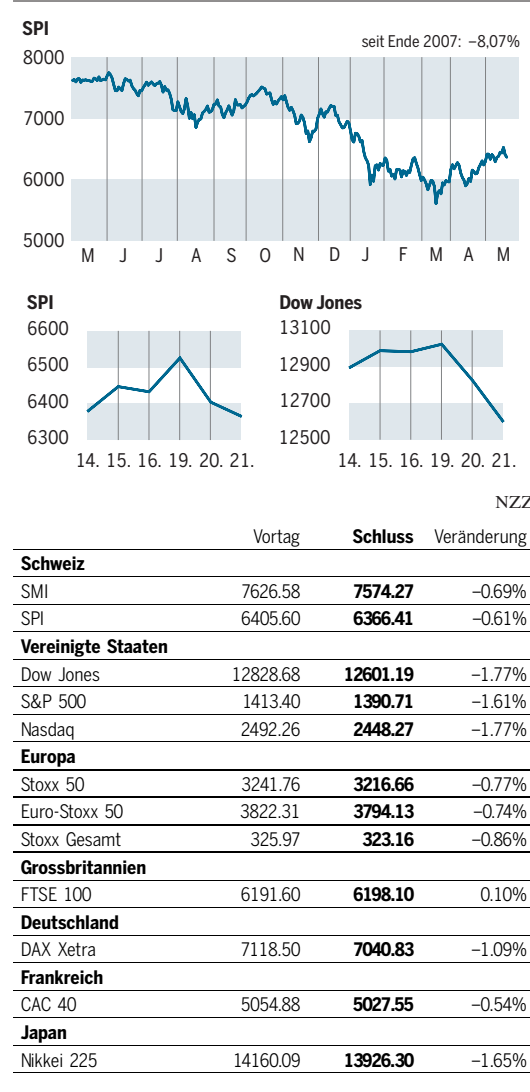 SPI
seit Ende 2007: –8,07%
8000
7000
6000
5000
M J J A S O N D J F M A M
SPI
6600
6500
6400
6300
14. 15. 16. 19. 20. 21.
Dow Jones
13100
12900
12700
12500
14. 15. 16. 19. 20. 21.
NZZ
Vortag Schluss Veränderung
Schweiz
SMI 7626.58 7574.27 –0.69%
SPI 6405.60 6366.41 –0.61%
Vereinigte Staaten
Dow Jones 12828.68 12601.19 –1.77%
S&P 500 1413.40 1390.71 –1.61%
Nasdaq 2492.26 2448.27 –1.77%
Europa
Stoxx 50 3241.76 3216.66 –0.77%
Euro-Stoxx 50 3822.31 3794.13 –0.74%
Stoxx Gesamt 325.97 323.16 –0.86%
Grossbritannien
FTSE 100 6191.60 6198.10 0.10%
Deutschland
DAX Xetra 7118.50 7040.83 –1.09%
Frankreich
CAC 40 5054.88 5027.55 –0.54%
Japan
Nikkei 225 14160.09 13926.30 –1.65%